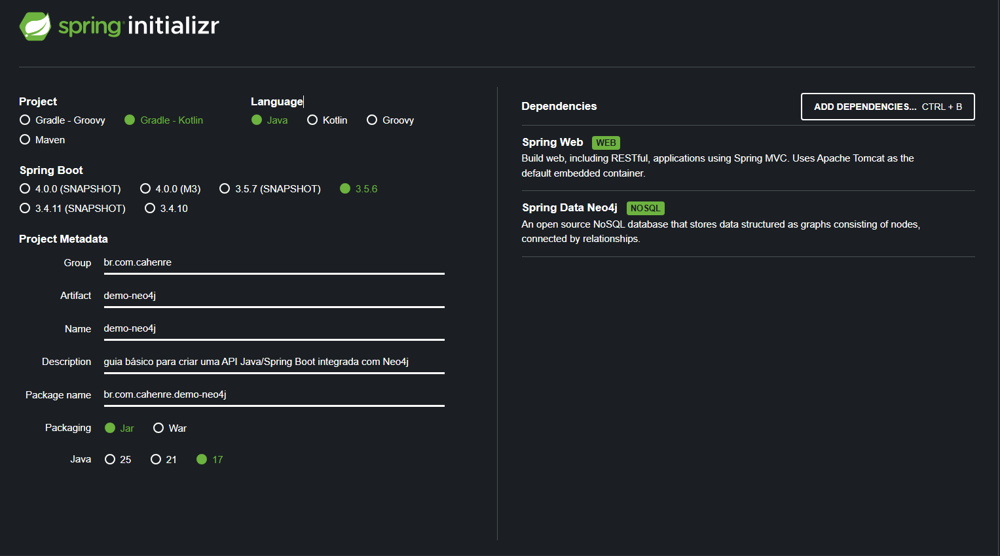 spring initializr
Project
Gradle - Groovy
Gradle - Kotlin
Maven
Language
Java
Kotlin
Groovy
Spring Boot
4.0.0 (SNAPSHOT)
4.0.0 (M3)
3.5.7 (SNAPSHOT)
3.5.6
3.4.11 (SNAPSHOT)
3.4.10
Project Metadata
Group br.com.cahenre
Artifact demo-neo4j
Name demo-neo4j
Description guia básico para criar uma API Java/Spring Boot integrada com Neo4j
Package name br.com.cahenre.demo-neo4j
Packaging Jar War
Java 25 21 17
Dependencies
ADD DEPENDENCIES... CTRL + B
Spring Web WEB
Build web, including RESTful, applications using Spring MVC. Uses Apache Tomcat as the
default embedded container.
Spring Data Neo4j NOSQL
An open source NoSQL database that stores data structured as graphs consisting of nodes,
connected by relationships.